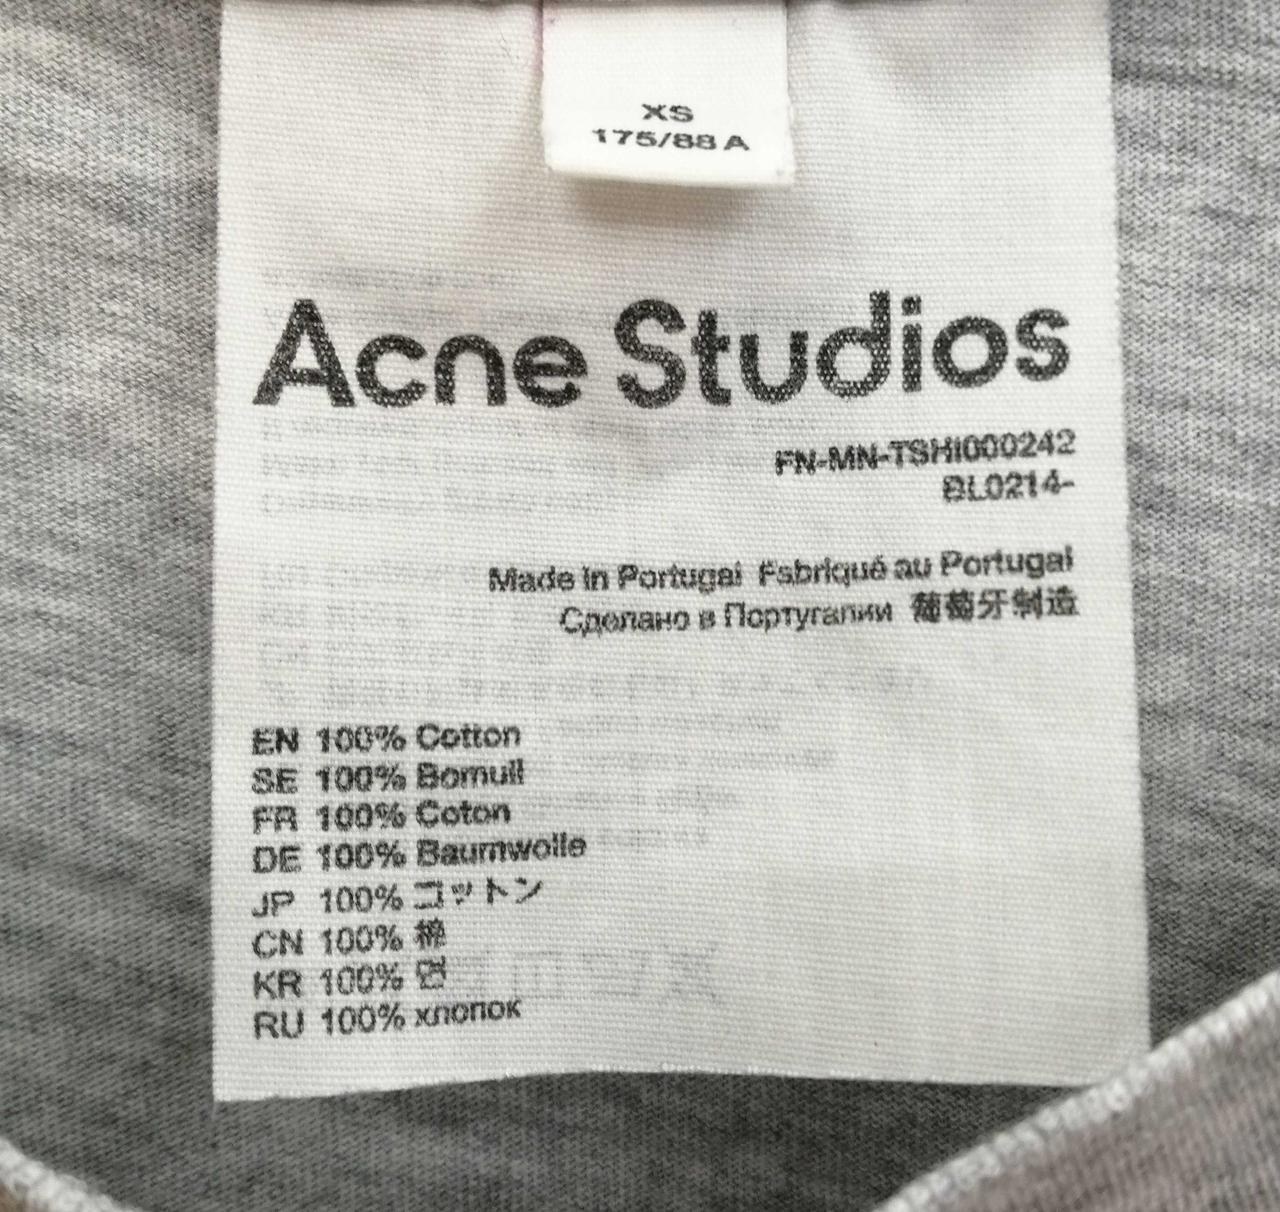 XS
175/88 A
Acne Studios
FN-MN-TSHI000242
BL0214-
Made in Portugal Fabriqué au Portugal
Сделано в Португалии 葡萄牙制造
EN 100% Cotton
SE 100% Bomull
FR 100% Coton
DE 100% Baumwolle
JP 100% コットン
CN 100% 棉
KR 100% 면
RU 100% хлопок